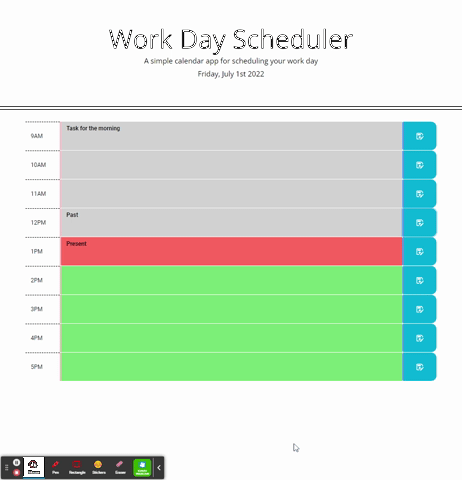 Work Day Scheduler
A simple calendar app for scheduling your work day
Friday, July 1st 2022
9AM Task for the morning
10AM
11AM
12PM Past
1PM Present
2PM
3PM
4PM
5PM
Pen Rectangle Stickers Eraser